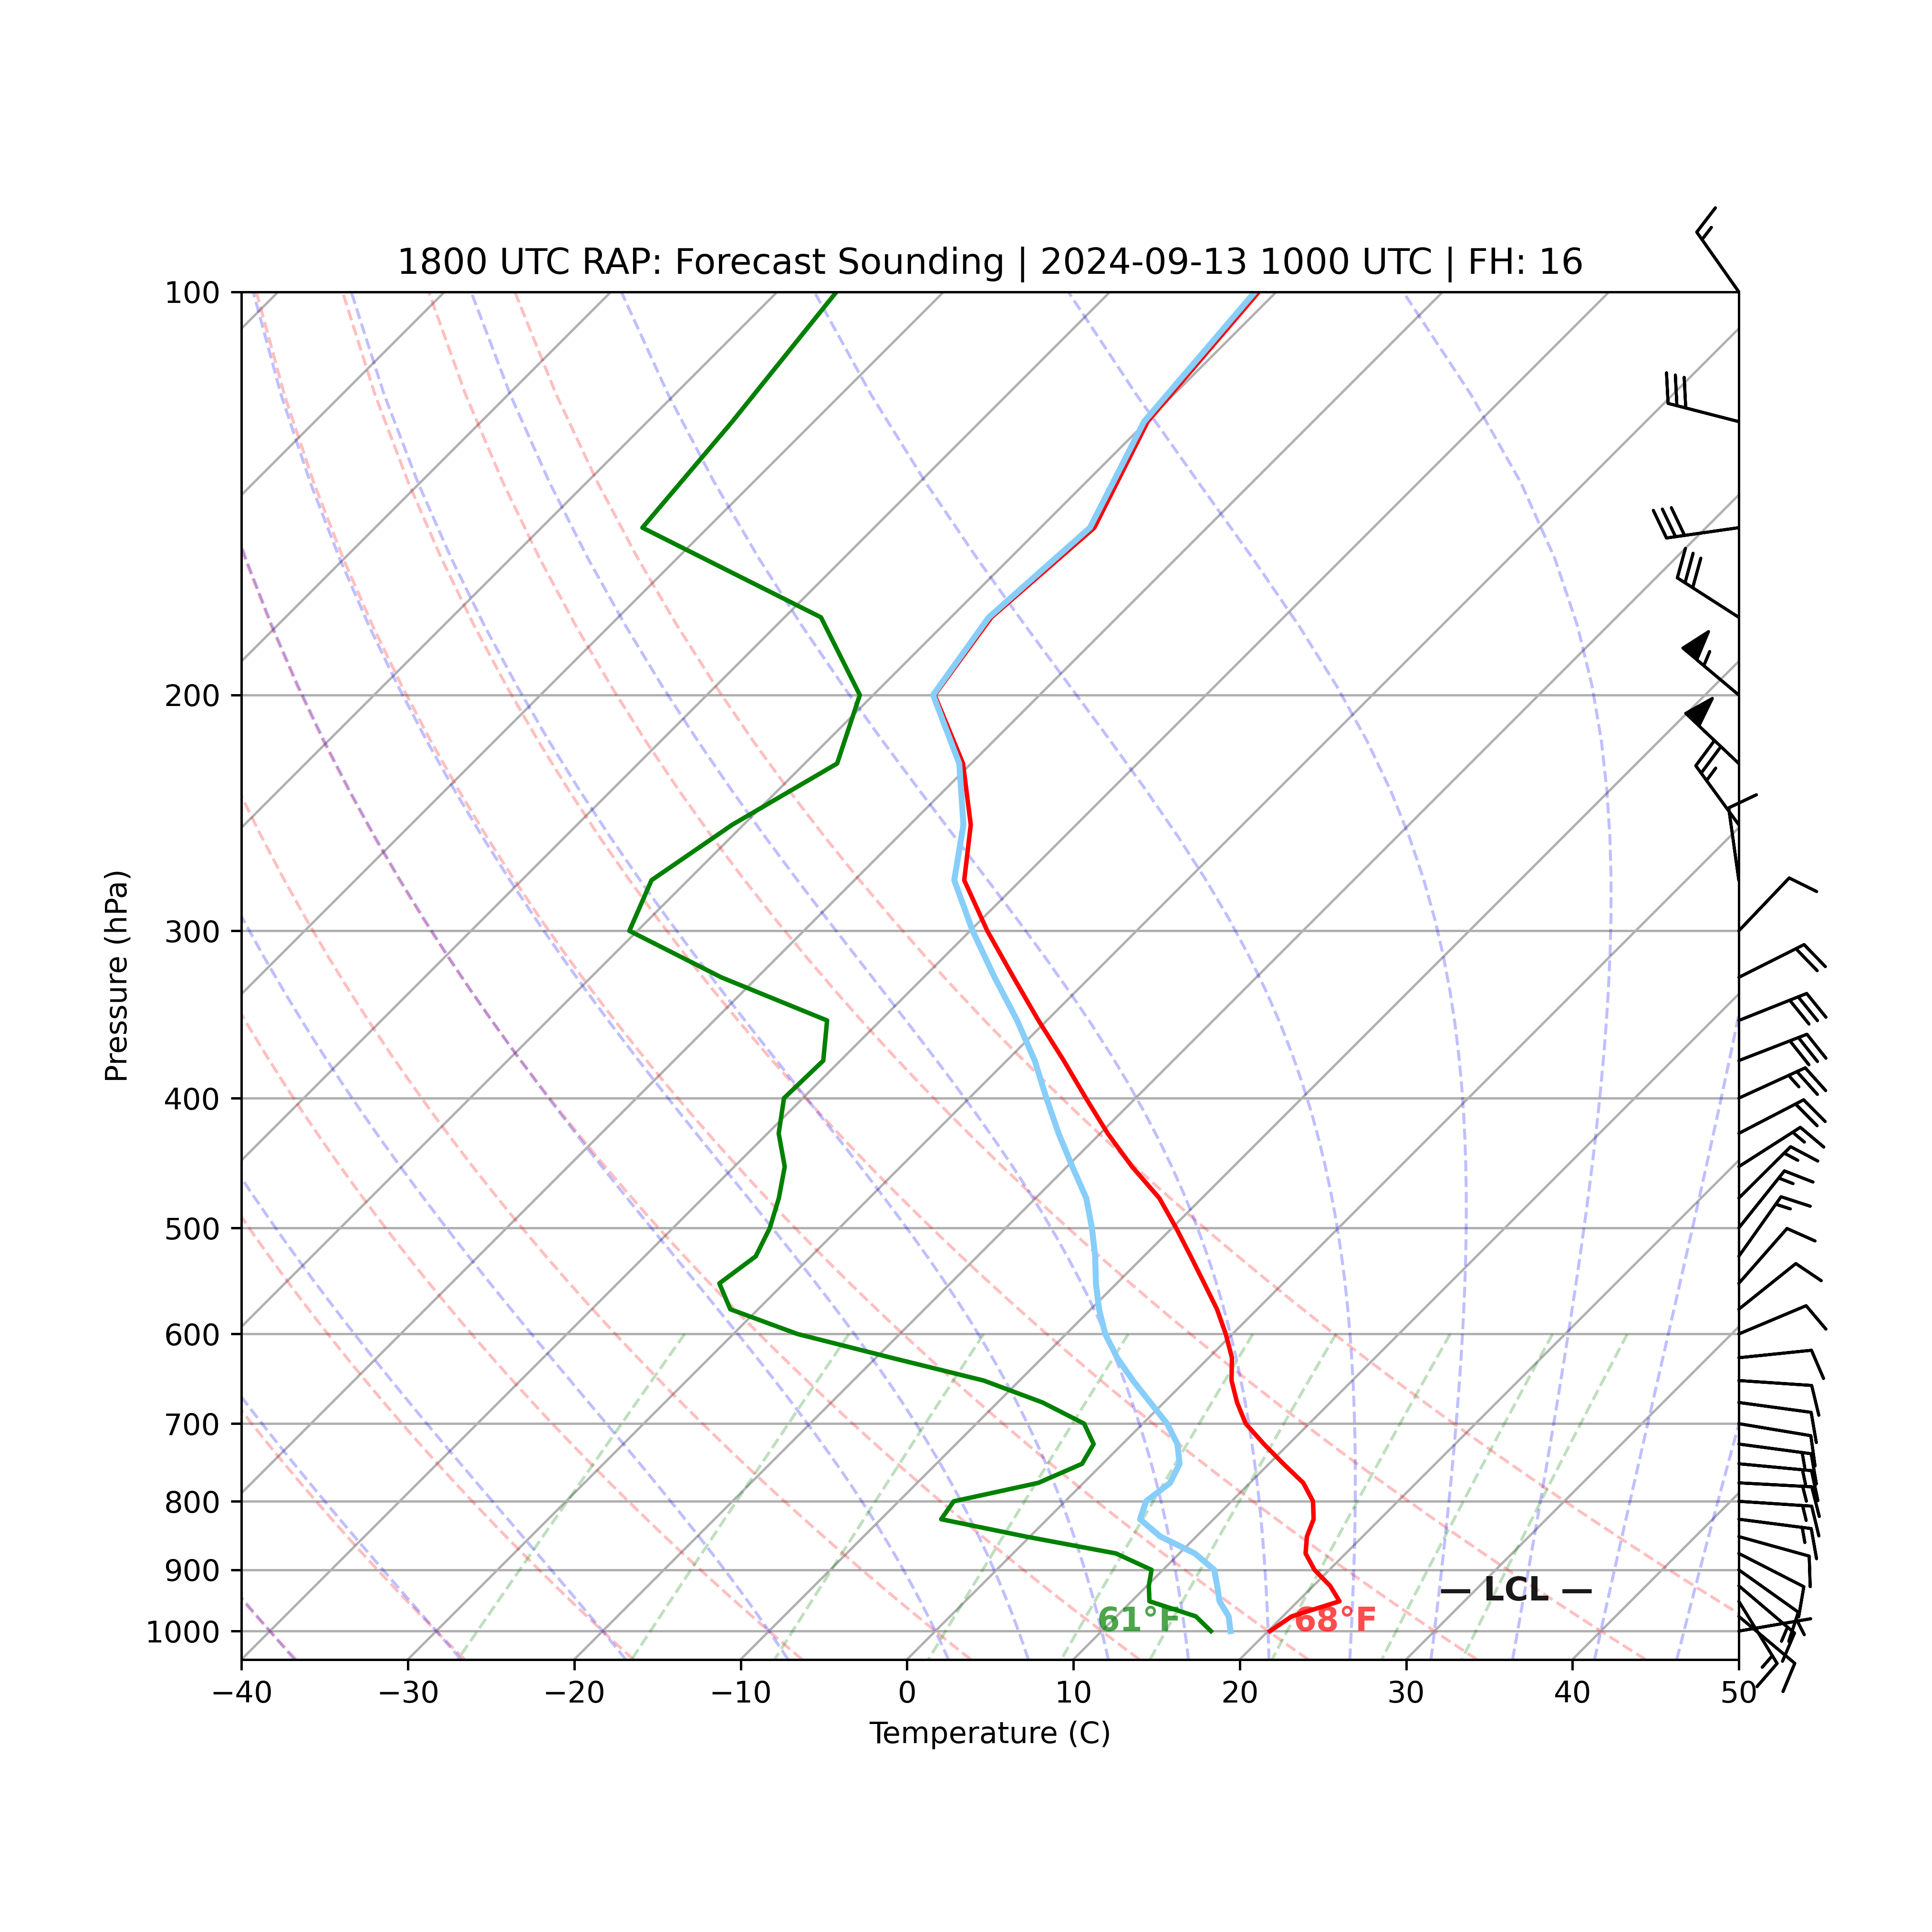 1800 UTC RAP: Forecast Sounding | 2024-09-13 1000 UTC | FH: 16
100
200
300
400
500
600
700
800
900
1000
Pressure (hPa)
— LCL —
61°F
68°F
−40 −30 −20 −10 0 10 20 30 40 50
Temperature (C)